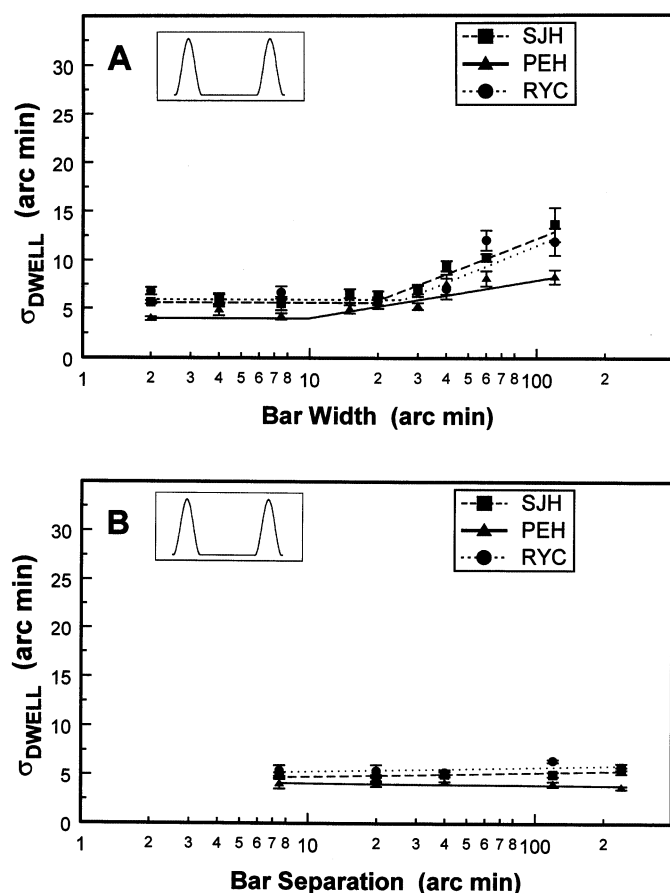 A
SJH
PEH
RYC
30
25
20
15
10
5
0
σDWELL (arc min)
1 2 3 4 5 6 7 8 10 2 3 4 5 6 7 8 100 2
Bar Width (arc min)
B
SJH
PEH
RYC
30
25
20
15
10
5
0
σDWELL (arc min)
1 2 3 4 5 6 7 8 10 2 3 4 5 6 7 8 100 2
Bar Separation (arc min)